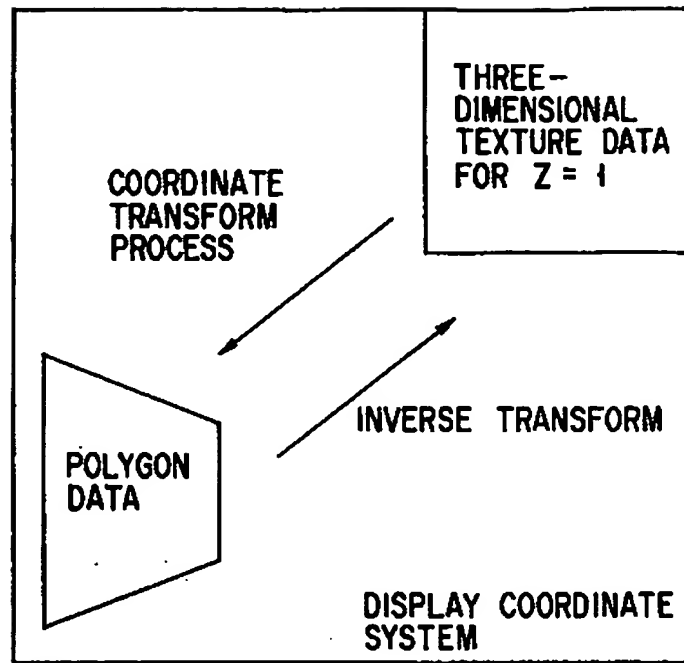 THREE-
DIMENSIONAL
TEXTURE DATA
FOR Z = 1
COORDINATE
TRANSFORM
PROCESS
INVERSE TRANSFORM
POLYGON
DATA
DISPLAY COORDINATE
SYSTEM